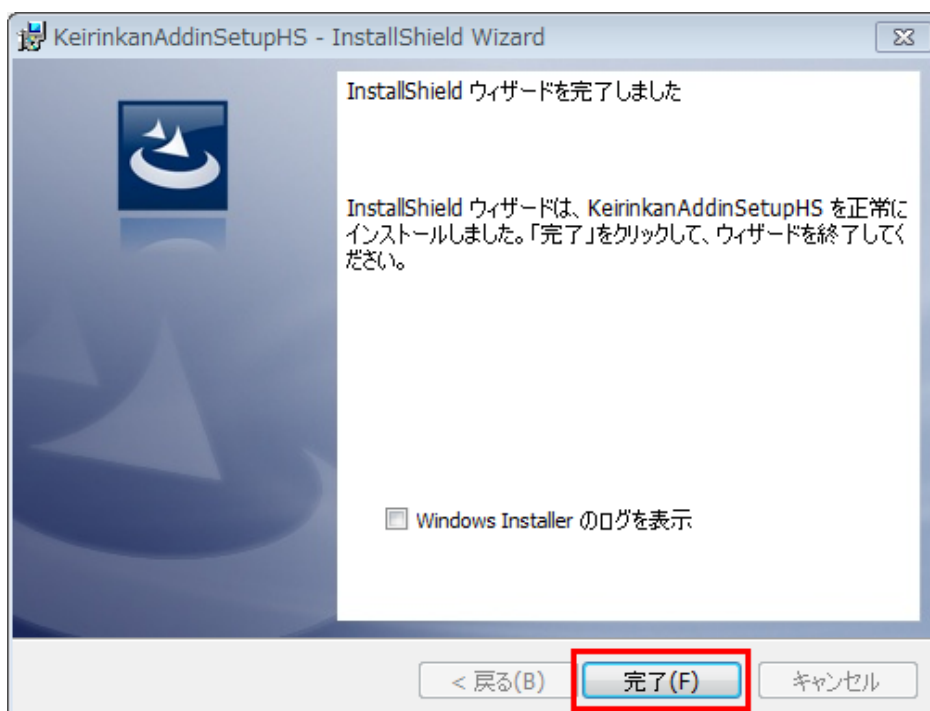 KeirinkanAddinSetupHS - InstallShield Wizard
InstallShield ウィザードを完了しました
InstallShield ウィザードは、KeirinkanAddinSetupHS を正常に
インストールしました。「完了」をクリックして、ウィザードを終了してく
ださい。
Windows Installer のログを表示
< 戻る(B)
完了(F)
キャンセル